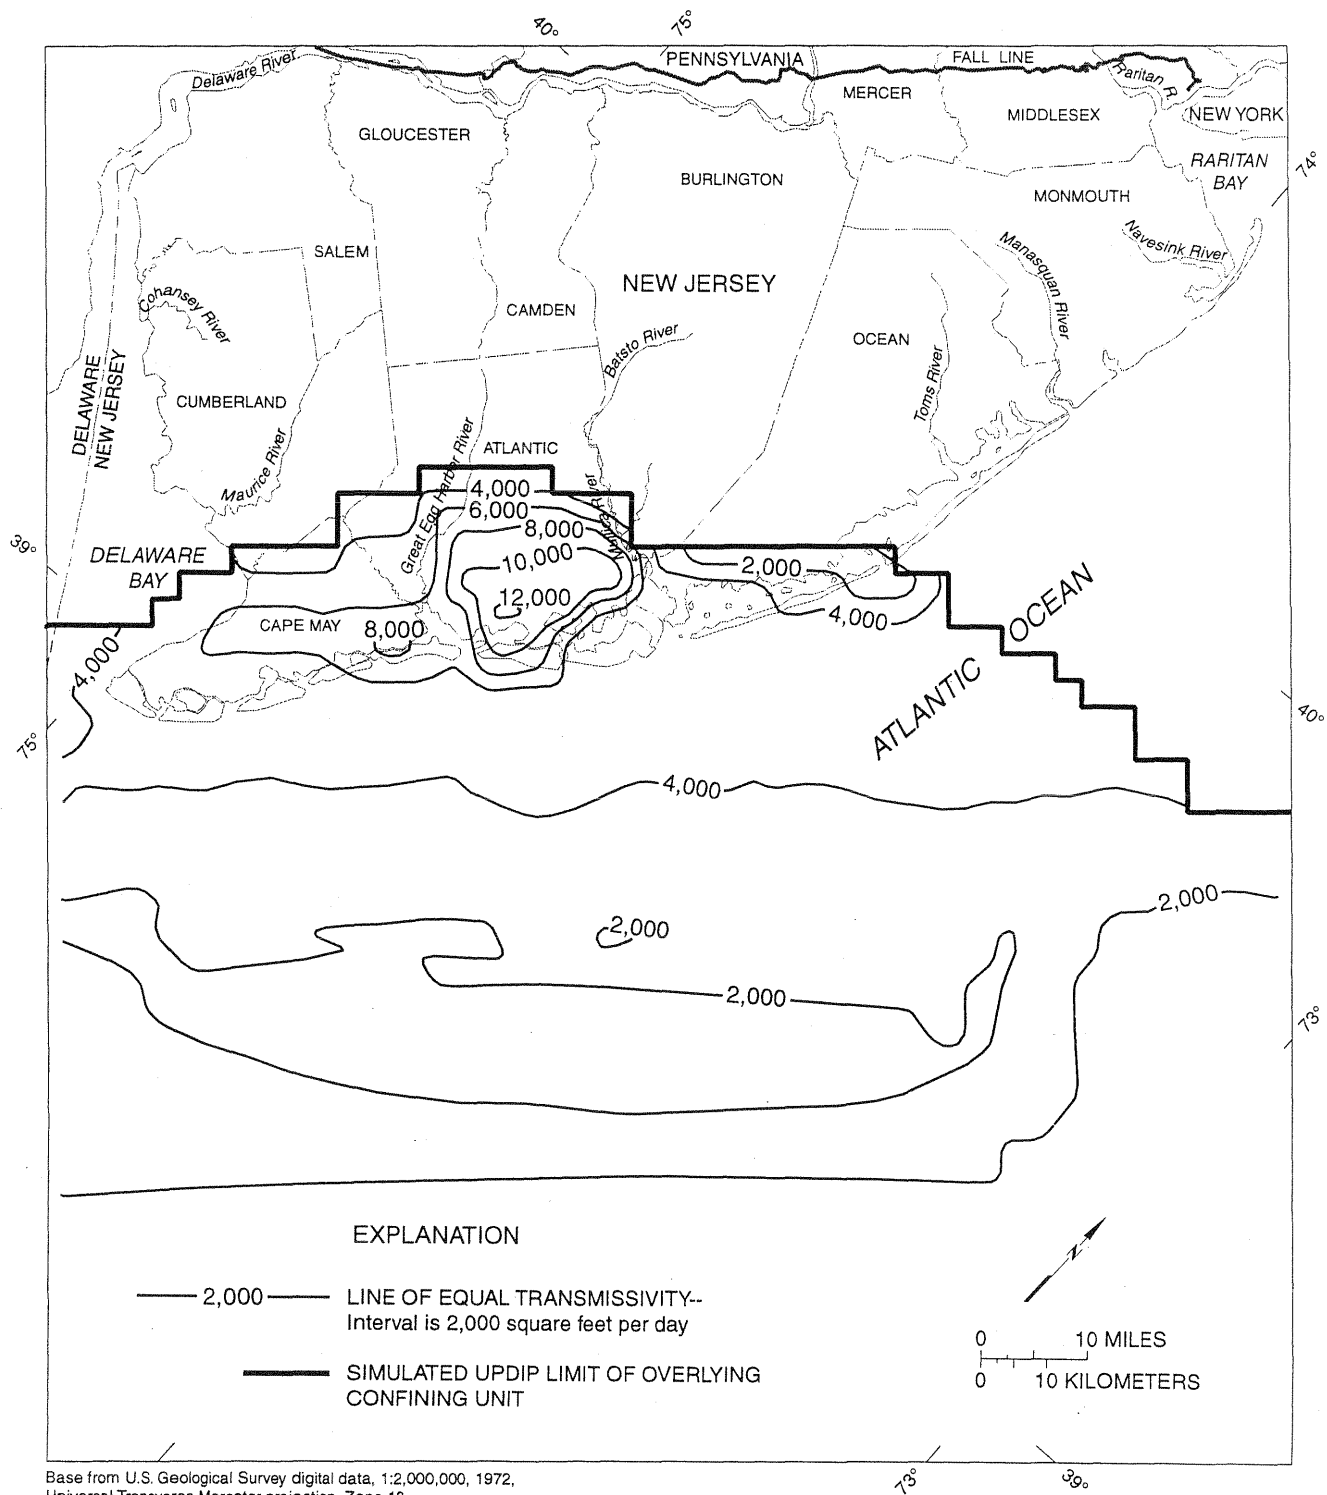 40°
75°
PENNSYLVANIA
FALL LINE
Delaware River
Raritan R.
MERCER
NEW YORK
MIDDLESEX
GLOUCESTER
RARITAN
BAY
74°
BURLINGTON
MONMOUTH
Navesink River
Manasquan River
SALEM
NEW JERSEY
Cohansey River
CAMDEN
OCEAN
Batsto River
Toms River
DELAWARE
NEW JERSEY
CUMBERLAND
Maurice River
Great Egg Harbor River
ATLANTIC
Mullica River
4,000
6,000
8,000
10,000
12,000
39°
DELAWARE
BAY
2,000
4,000
CAPE MAY
8,000
4,000
ATLANTIC OCEAN
40°
75°
4,000
2,000
2,000
2,000
73°
EXPLANATION
2,000
LINE OF EQUAL TRANSMISSIVITY--
Interval is 2,000 square feet per day
SIMULATED UPDIP LIMIT OF OVERLYING
CONFINING UNIT
N
0 10 MILES
0 10 KILOMETERS
73°
39°
Base from U.S. Geological Survey digital data, 1:2,000,000, 1972,